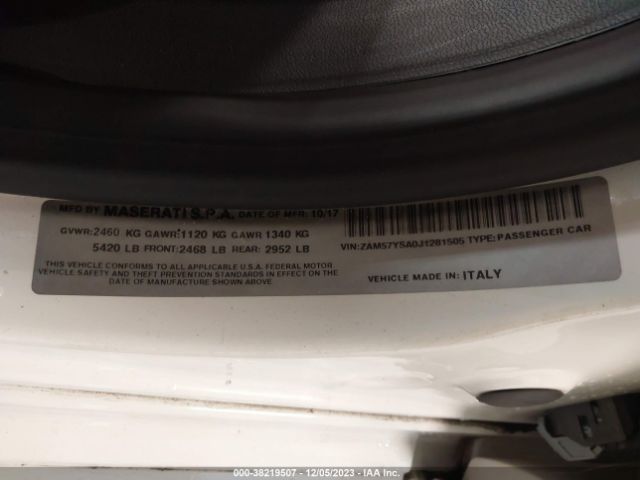 MFD BY MASERATI S.P.A. DATE OF MFR: 10/17
GVWR: 2460 KG GAWR: 1120 KG GAWR 1340 KG
5420 LB FRONT: 2468 LB REAR: 2952 LB
THIS VEHICLE CONFORMS TO ALL APPLICABLE U.S.A. FEDERAL MOTOR
VEHICLE SAFETY AND THEFT PREVENTION STANDARDS IN EFFECT ON THE
DATE OF MANUFACTURE SHOWN ABOVE
VIN: ZAM57YSA0J1281505 TYPE: PASSENGER CAR
VEHICLE MADE IN: ITALY
000-38219507 - 12/05/2023 - IAA Inc.